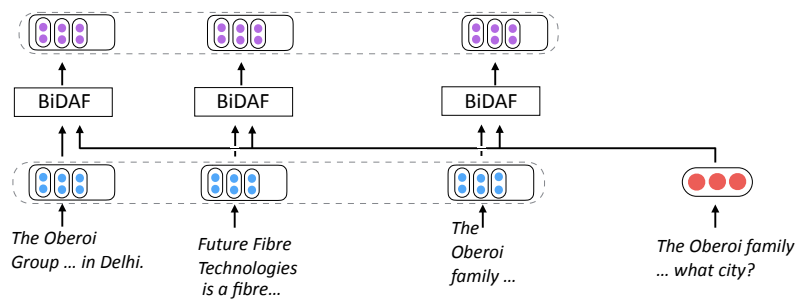 BiDAF
BiDAF
BiDAF
The Oberoi
Group ... in Delhi.
Future Fibre
Technologies
is a fibre...
The
Oberoi
family ...
The Oberoi family
... what city?